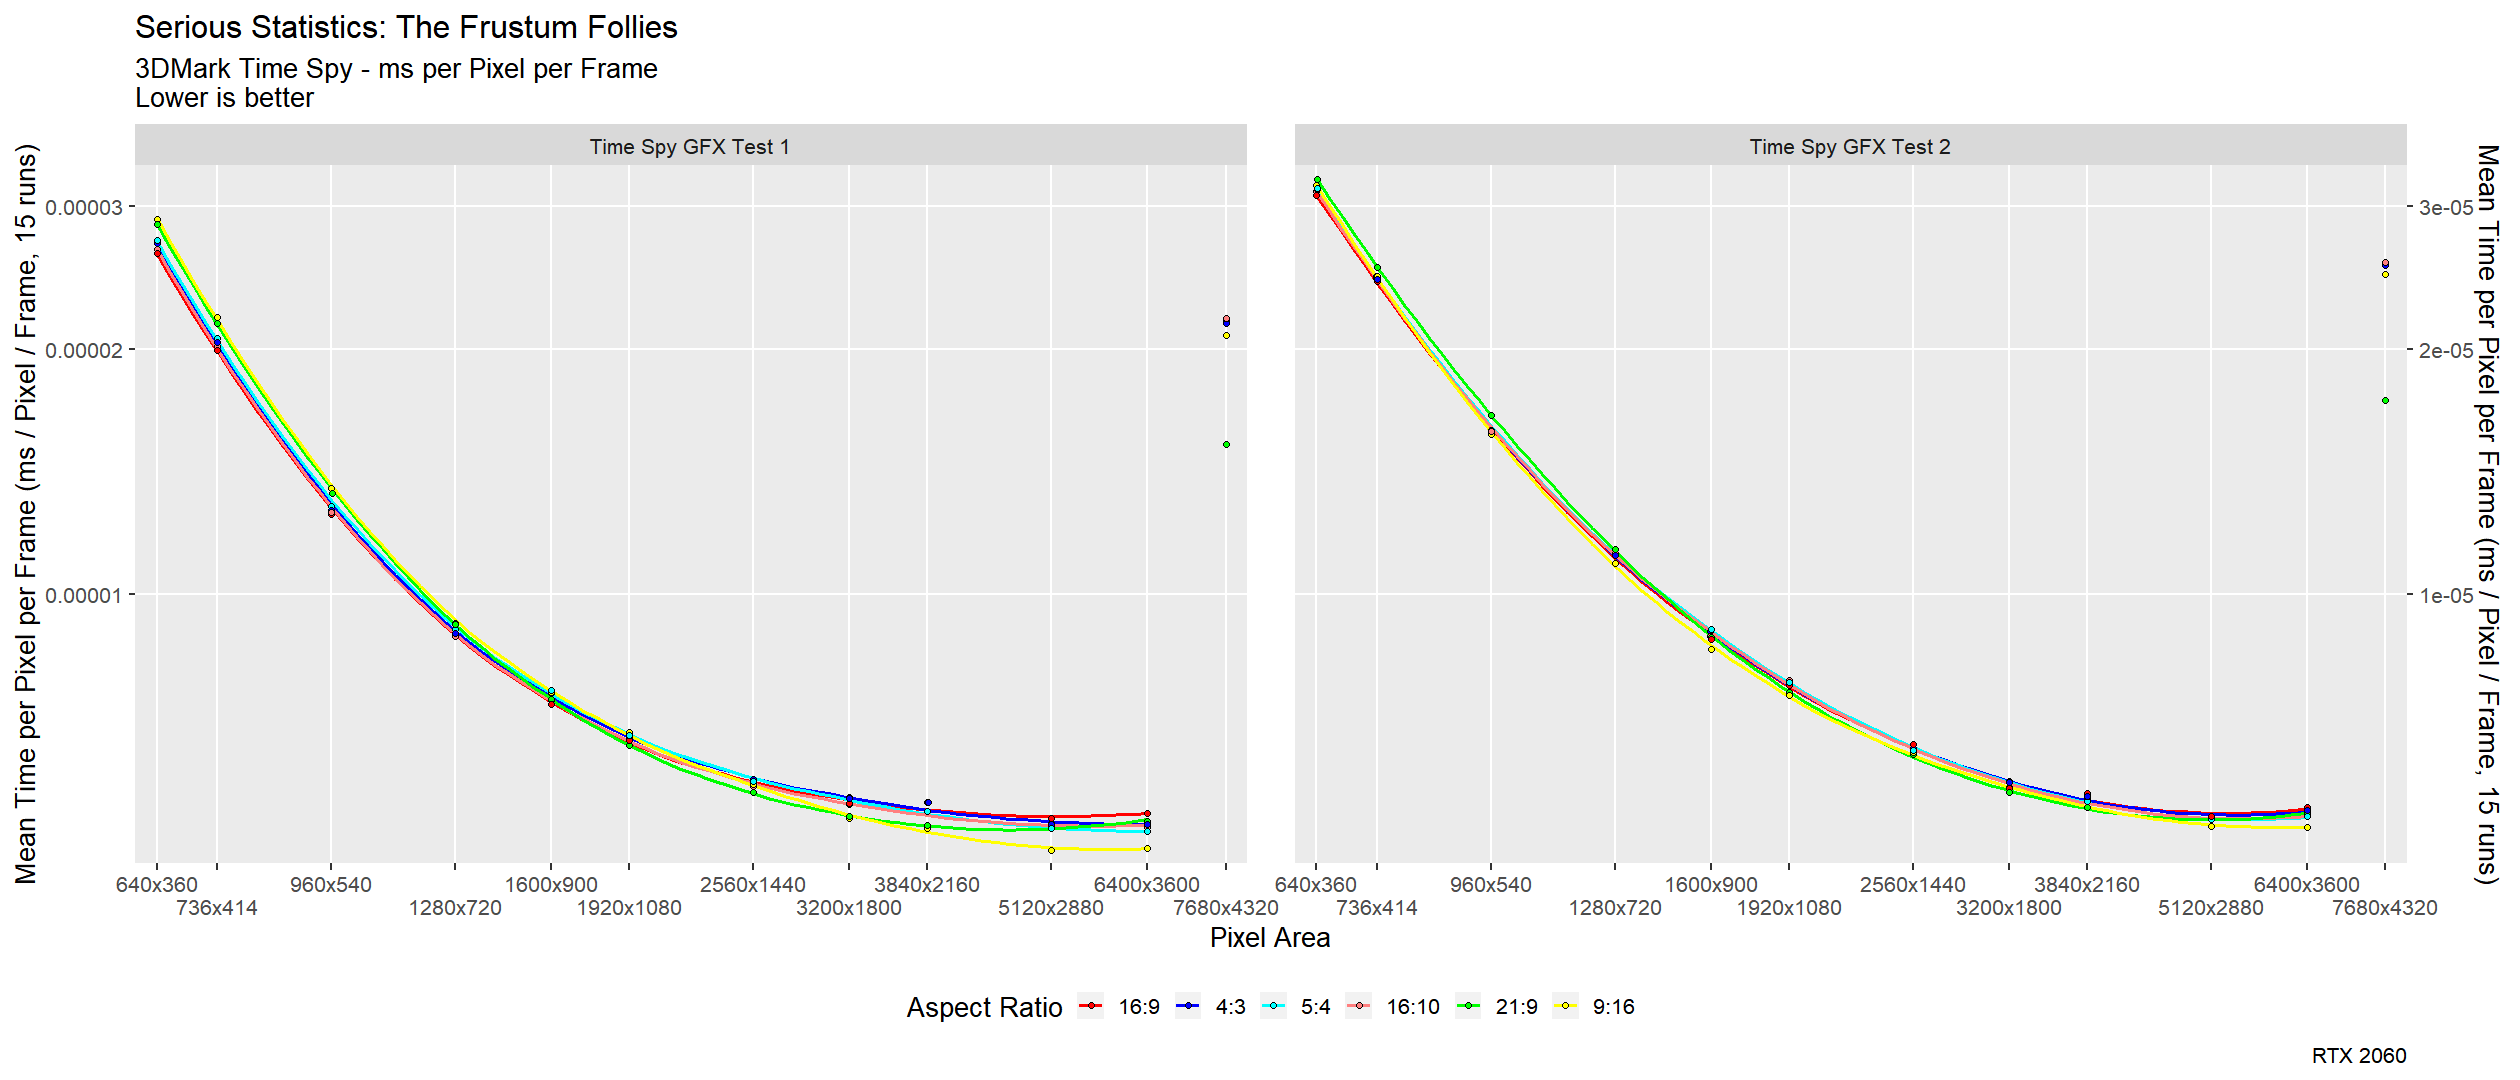 Serious Statistics: The Frustum Follies
3DMark Time Spy - ms per Pixel per Frame
Lower is better
Time Spy GFX Test 1
Time Spy GFX Test 2
Mean Time per Pixel per Frame (ms / Pixel / Frame, 15 runs)
0.00003
0.00002
0.00001
3e-05
2e-05
1e-05
Mean Time per Pixel per Frame (ms / Pixel / Frame, 15 runs)
640x360 960x540 1600x900 2560x1440 3840x2160 6400x3600 640x360 960x540 1600x900 2560x1440 3840x2160 6400x3600
736x414 1280x720 1920x1080 3200x1800 5120x2880 7680x4320 736x414 1280x720 1920x1080 3200x1800 5120x2880 7680x4320
Pixel Area
Aspect Ratio 16:9 4:3 5:4 16:10 21:9 9:16
RTX 2060